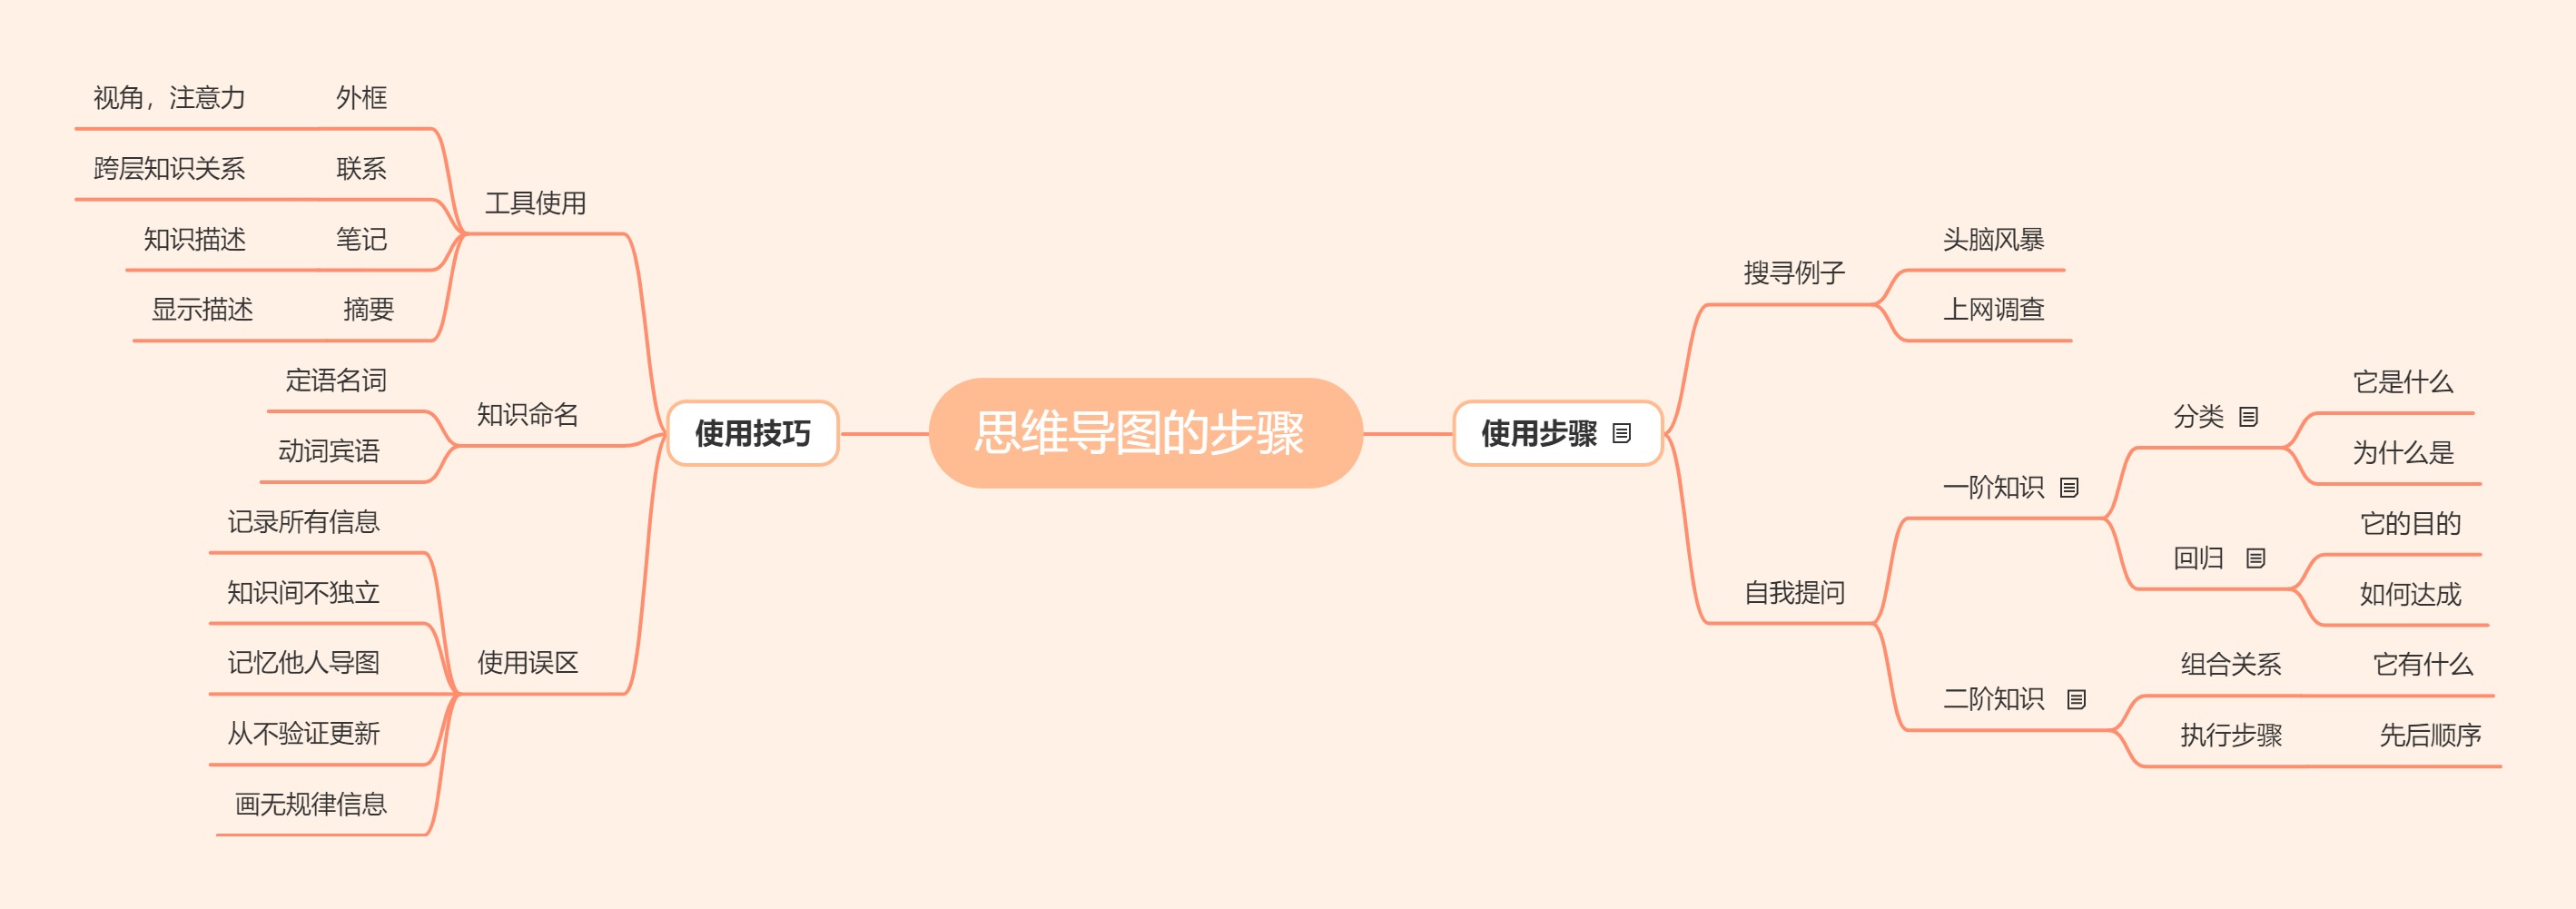 思维导图的步骤
使用技巧
工具使用
外框
视角，注意力
联系
跨层知识关系
笔记
知识描述
摘要
显示描述
知识命名
定语名词
动词宾语
使用误区
记录所有信息
知识间不独立
记忆他人导图
从不验证更新
画无规律信息
使用步骤
搜寻例子
头脑风暴
上网调查
自我提问
一阶知识
分类
它是什么
为什么是
回归
它的目的
如何达成
二阶知识
组合关系
它有什么
执行步骤
先后顺序